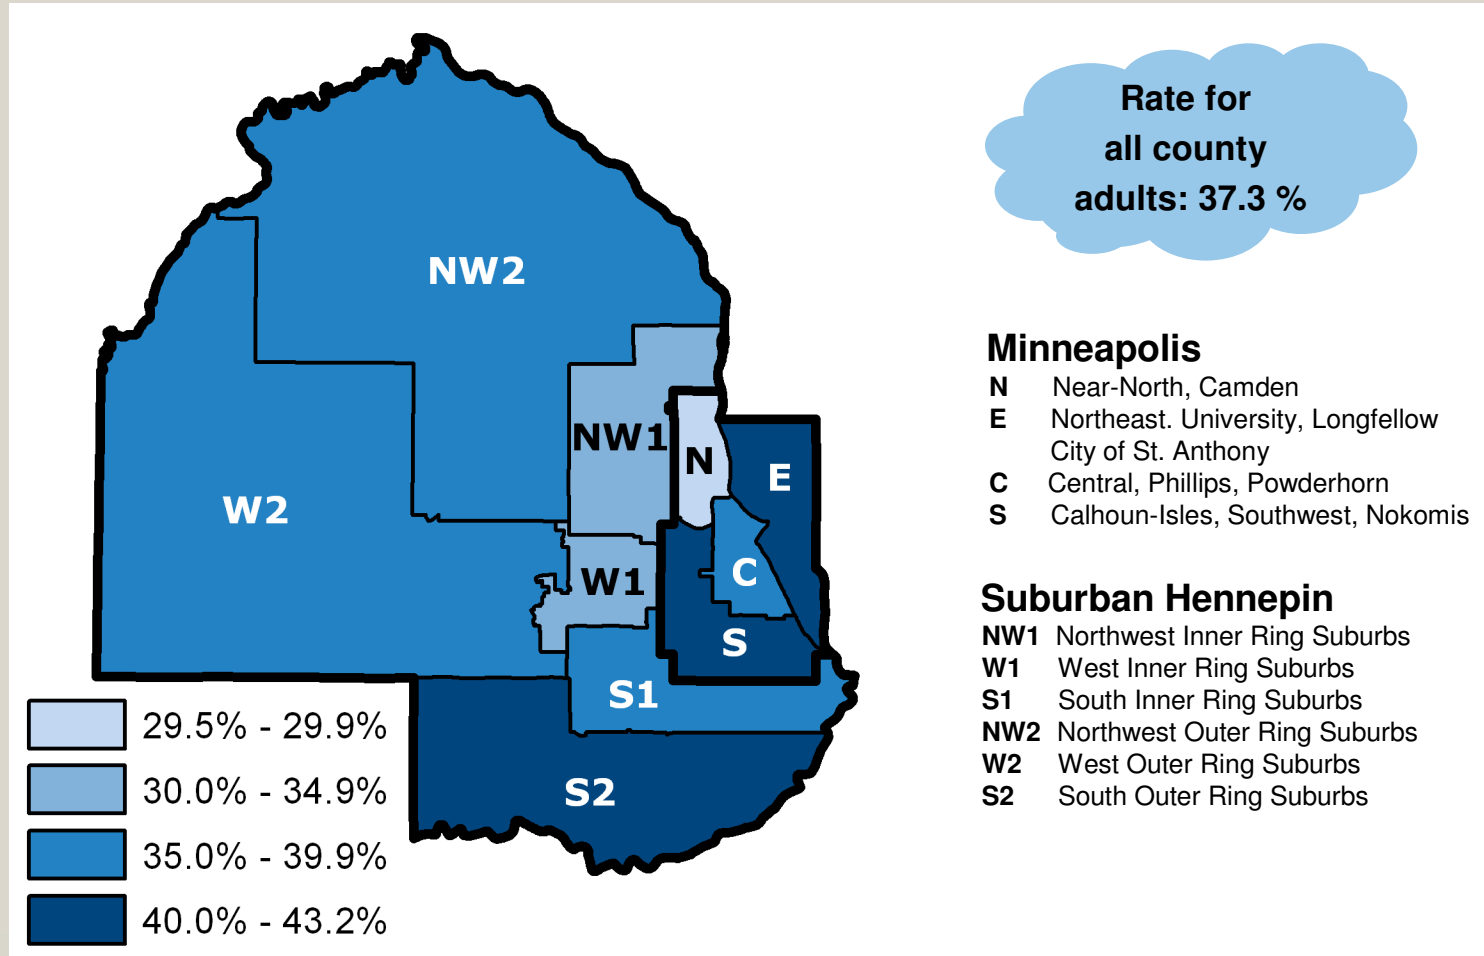 Rate for
all county
adults: 37.3 %
NW2
NW1
N
E
W2
W1
C
S
S1
S2
29.5% - 29.9%
30.0% - 34.9%
35.0% - 39.9%
40.0% - 43.2%
Minneapolis
N Near-North, Camden
E Northeast. University, Longfellow
City of St. Anthony
C Central, Phillips, Powderhorn
S Calhoun-Isles, Southwest, Nokomis
Suburban Hennepin
NW1 Northwest Inner Ring Suburbs
W1 West Inner Ring Suburbs
S1 South Inner Ring Suburbs
NW2 Northwest Outer Ring Suburbs
W2 West Outer Ring Suburbs
S2 South Outer Ring Suburbs